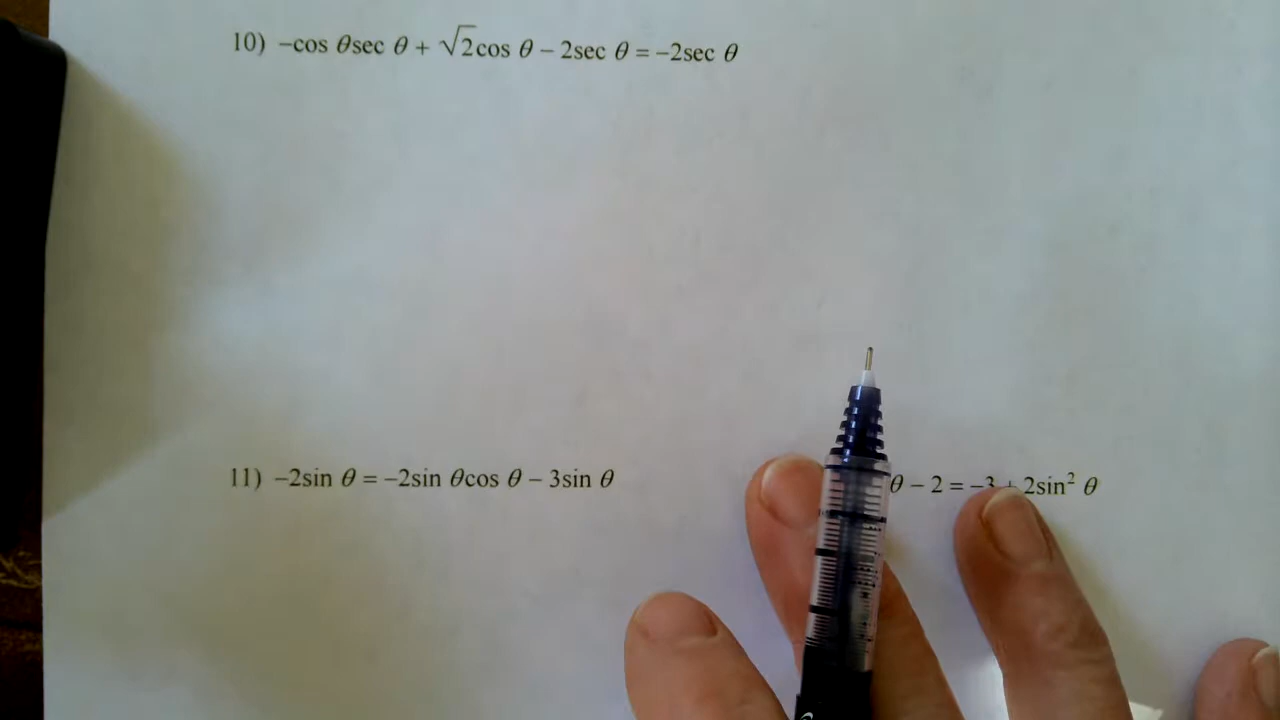 10) −cos θsec θ + √2cos θ − 2sec θ = −2sec θ
11) −2sin θ = −2sin θcos θ − 3sin θ
θ − 2 = −3 + 2sin² θ